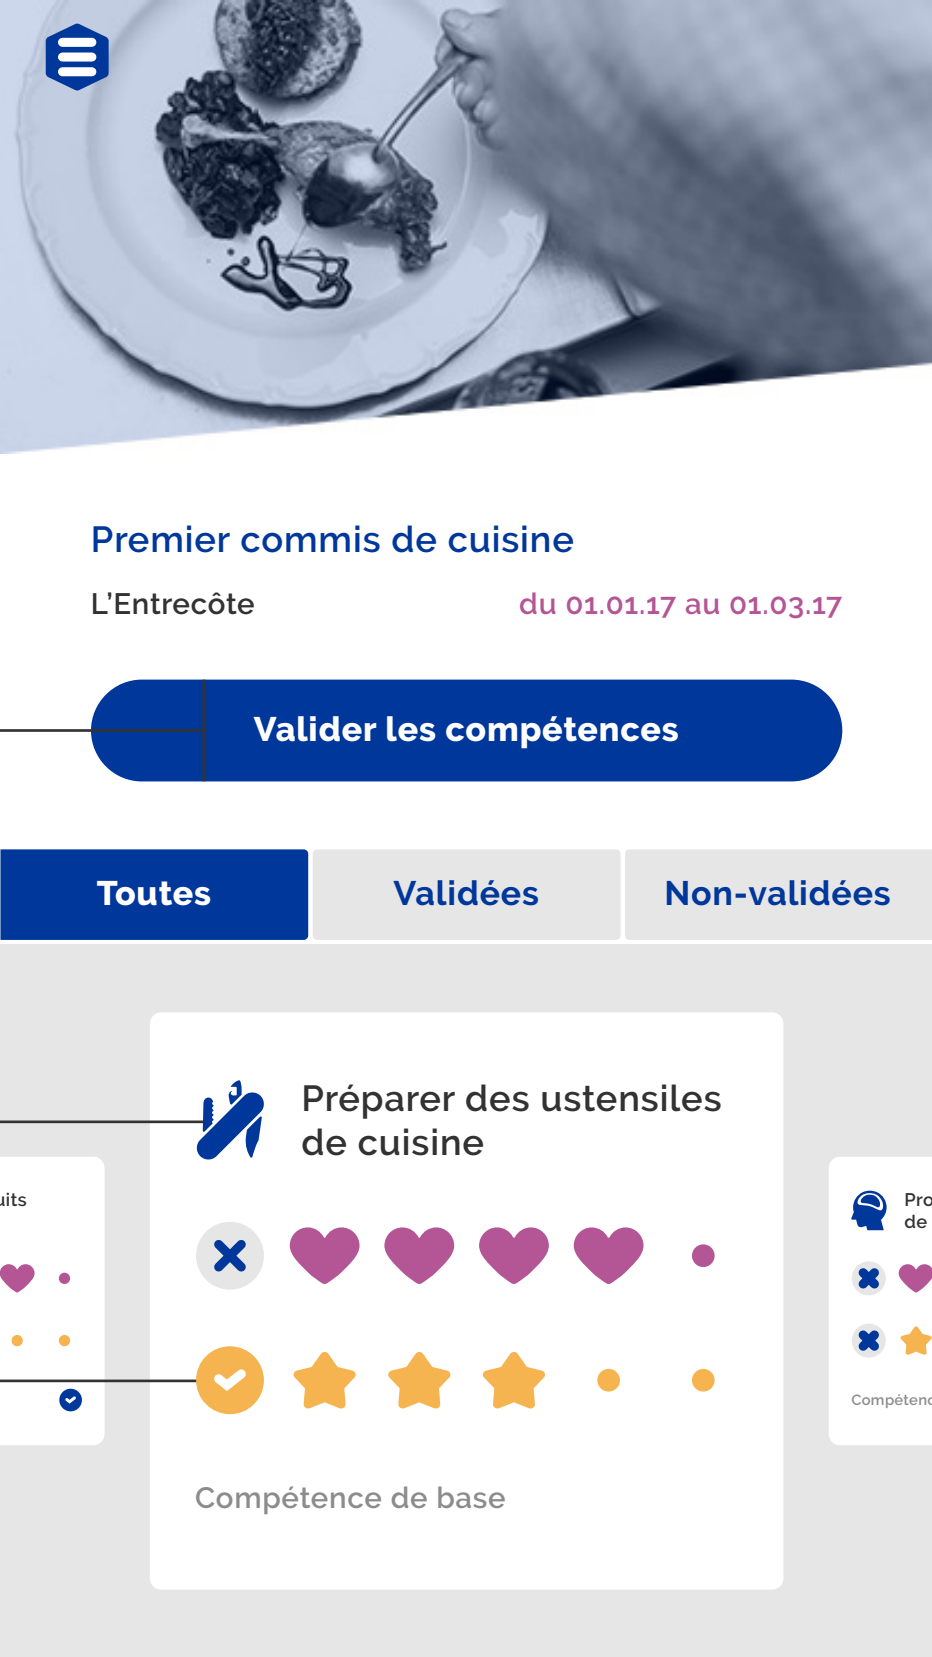 Premier commis de cuisine
L'Entrecôte
du 01.01.17 au 01.03.17
Valider les compétences
Toutes
Validées
Non-validées
Préparer des ustensiles
de cuisine
Compétence de base
de